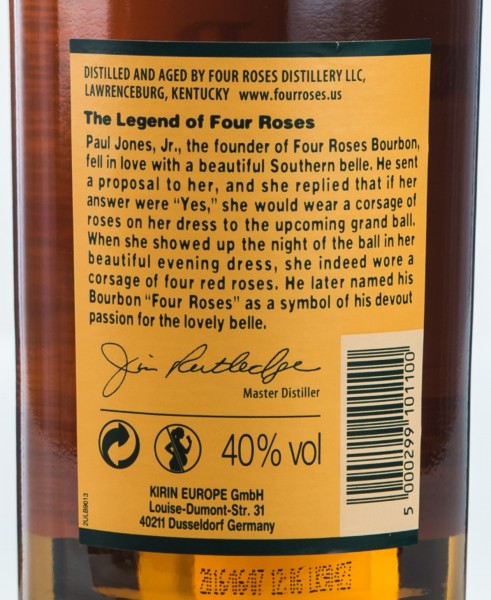 DISTILLED AND AGED BY FOUR ROSES DISTILLERY LLC,
LAWRENCEBURG, KENTUCKY www.fourroses.us
The Legend of Four Roses
Paul Jones, Jr., the founder of Four Roses Bourbon,
fell in love with a beautiful Southern belle. He sent
a proposal to her, and she replied that if her
answer were "Yes," she would wear a corsage of
roses on her dress to the upcoming grand ball.
When she showed up the night of the ball in her
beautiful evening dress, she indeed wore a
corsage of four red roses. He later named his
Bourbon "Four Roses" as a symbol of his devout
passion for the lovely belle.
Jim Rutledge
Master Distiller
40% vol
KIRIN EUROPE GmbH
Louise-Dumont-Str. 31
40211 Dusseldorf Germany
2ULB9013
5 000299 101100